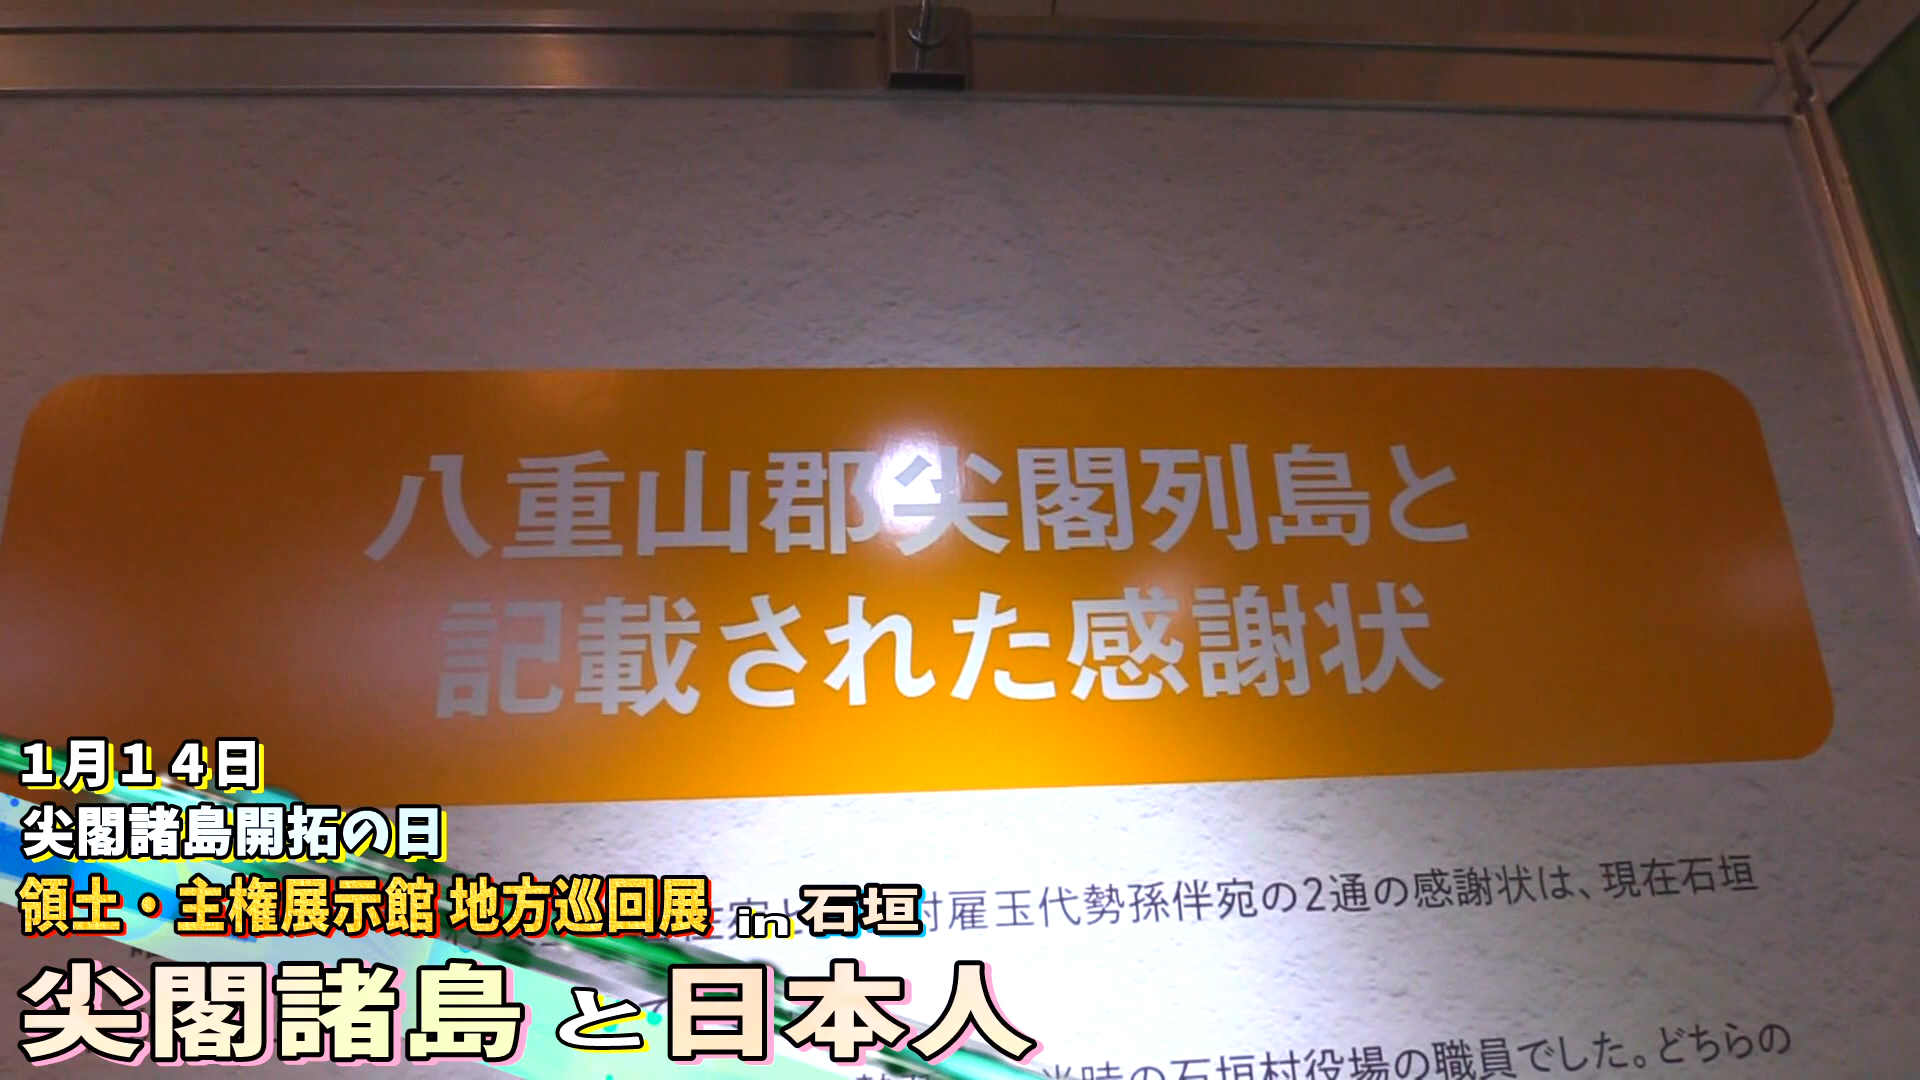 八重山郡尖閣列島と
記載された感謝状
雇玉代勢孫伴宛の2通の感謝状は、現在石垣
当時の石垣村役場の職員でした。どちらの
1月14日
尖閣諸島開拓の日
領土・主権展示館 地方巡回展 in 石垣
尖閣諸島と日本人